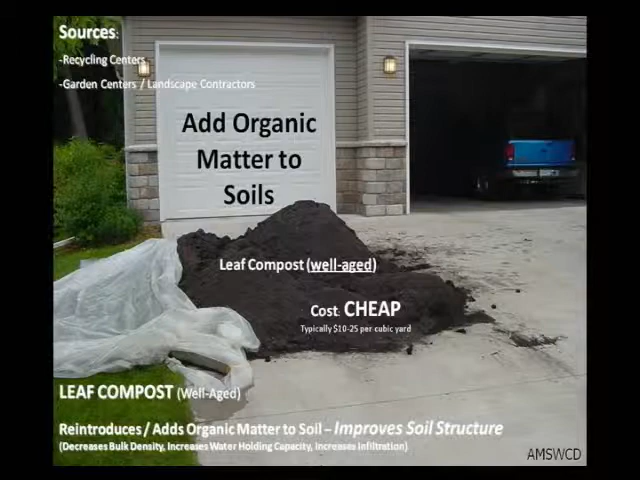 Sources:
-Recycling Centers
-Garden Centers / Landscape Contractors
Add Organic
Matter to
Soils
Leaf Compost (well-aged)
Cost: CHEAP
Typically $10-25 per cubic yard
LEAF COMPOST (Well-Aged)
Reintroduces / Adds Organic Matter to Soil – Improves Soil Structure
(Decreases Bulk Density, Increases Water Holding Capacity, Increases Infiltration)
AMSWCD